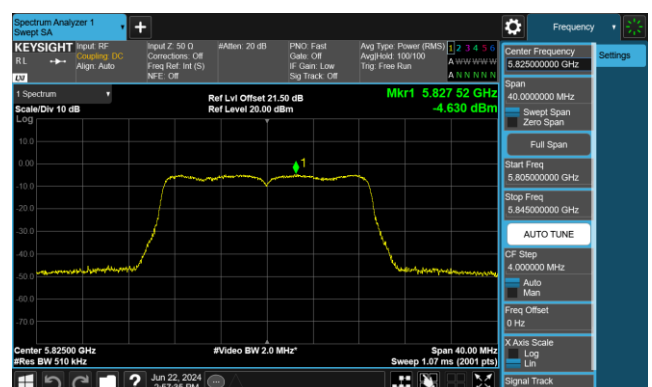 Spectrum Analyzer 1
Swept SA
Frequency
KEYSIGHT
RL
Input: RF
Coupling: DC
Align: Auto
Input Z: 50 Ω
Corrections: Off
Freq Ref: Int (S)
NFE: Off
#Atten: 20 dB
PNO: Fast
Gate: Off
IF Gain: Low
Sig Track: Off
Avg Type: Power (RMS)
Avg|Hold: 100/100
Trig: Free Run
1 2 3 4 5 6
A W W W W W
A N N N N N
LXI
1 Spectrum
Scale/Div 10 dB
Log
Ref Lvl Offset 21.50 dB
Ref Level 20.00 dBm
Mkr1 5.827 52 GHz
-4.630 dBm
10.0
0.00
-10.0
-20.0
-30.0
-40.0
-50.0
-60.0
-70.0
1
Center 5.82500 GHz
#Res BW 510 kHz
#Video BW 2.0 MHz*
Span 40.00 MHz
Sweep 1.07 ms (2001 pts)
Jun 22, 2024
2:57:35 PM
Center Frequency
5.825000000 GHz
Settings
Span
40.0000000 MHz
Swept Span
Zero Span
Full Span
Start Freq
5.805000000 GHz
Stop Freq
5.845000000 GHz
AUTO TUNE
CF Step
4.000000 MHz
Auto
Man
Freq Offset
0 Hz
X Axis Scale
Log
Lin
Signal Track